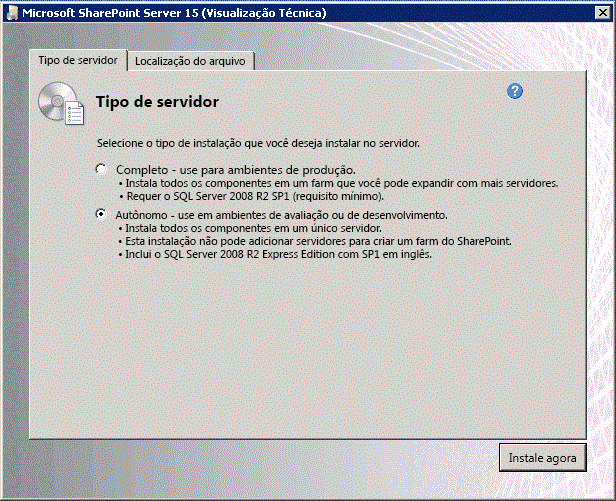 Microsoft SharePoint Server 15 (Visualização Técnica)
Tipo de servidor
Localização do arquivo
Tipo de servidor
Selecione o tipo de instalação que você deseja instalar no servidor.
Completo - use para ambientes de produção.
• Instala todos os componentes em um farm que você pode expandir com mais servidores.
• Requer o SQL Server 2008 R2 SP1 (requisito mínimo).
Autônomo - use em ambientes de avaliação ou de desenvolvimento.
• Instala todos os componentes em um único servidor.
• Esta instalação não pode adicionar servidores para criar um farm do SharePoint.
• Inclui o SQL Server 2008 R2 Express Edition com SP1 em inglês.
Instale agora